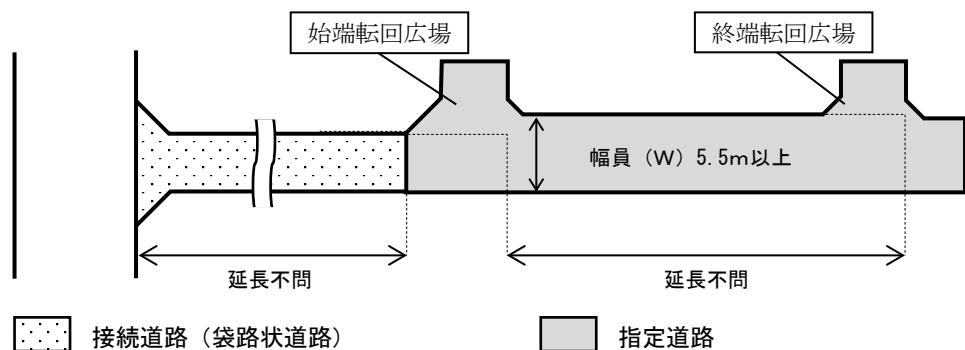 始端転回広場
終端転回広場
幅員（W）5.5m以上
延長不問
延長不問
接続道路（袋路状道路）
指定道路